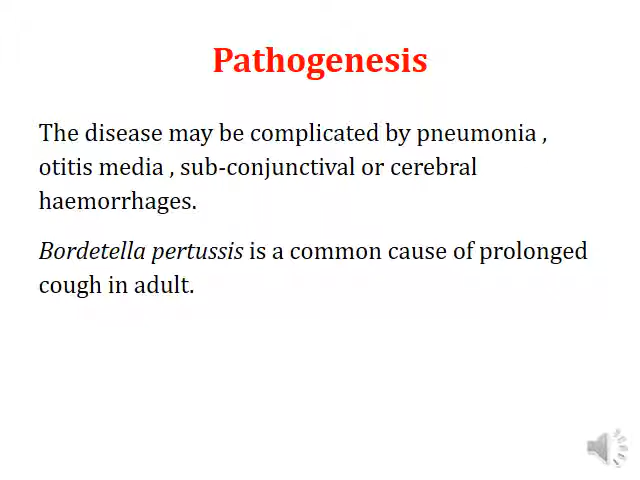 Pathogenesis
The disease may be complicated by pneumonia ,
otitis media , sub-conjunctival or cerebral
haemorrhages.
Bordetella pertussis is a common cause of prolonged
cough in adult.